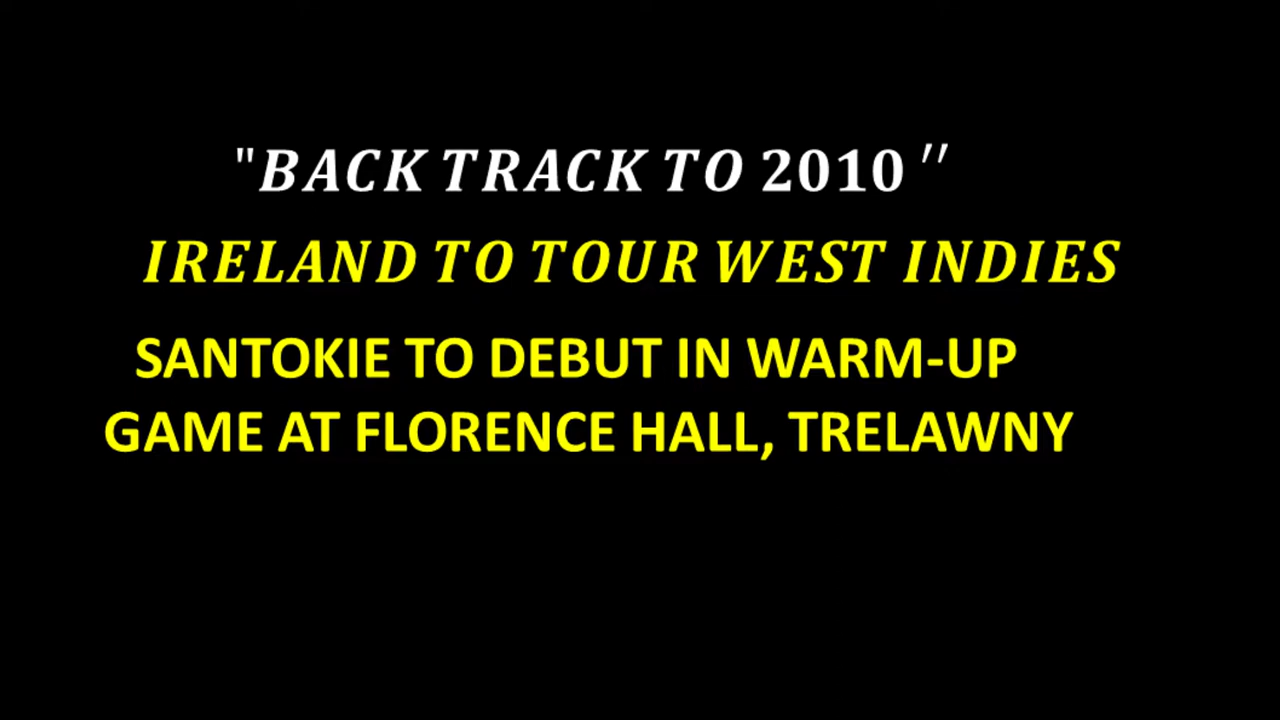 "BACK TRACK TO 2010 ″
IRELAND TO TOUR WEST INDIES
SANTOKIE TO DEBUT IN WARM-UP
GAME AT FLORENCE HALL, TRELAWNY